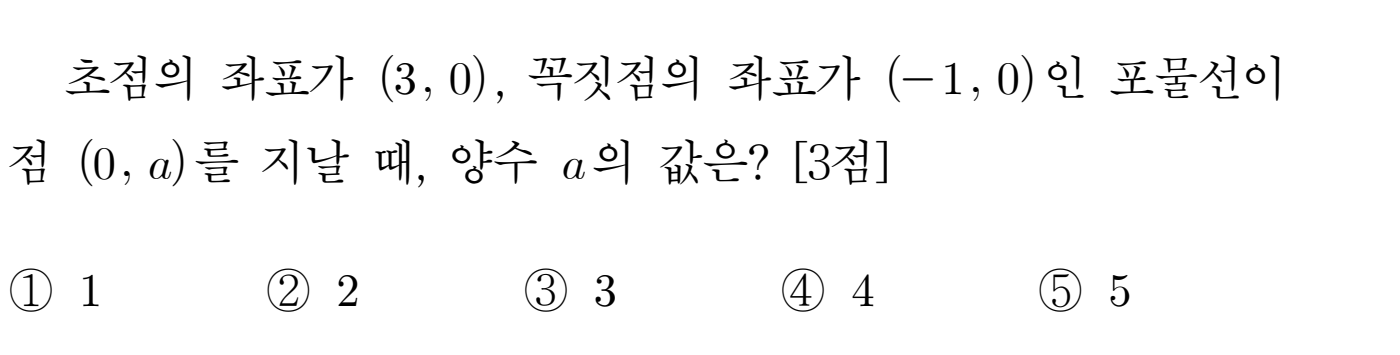 초점의 좌표가 (3, 0), 꼭짓점의 좌표가 (−1, 0)인 포물선이
점 (0, a)를 지날 때, 양수 a의 값은? [3점]
① 1 ② 2 ③ 3 ④ 4 ⑤ 5